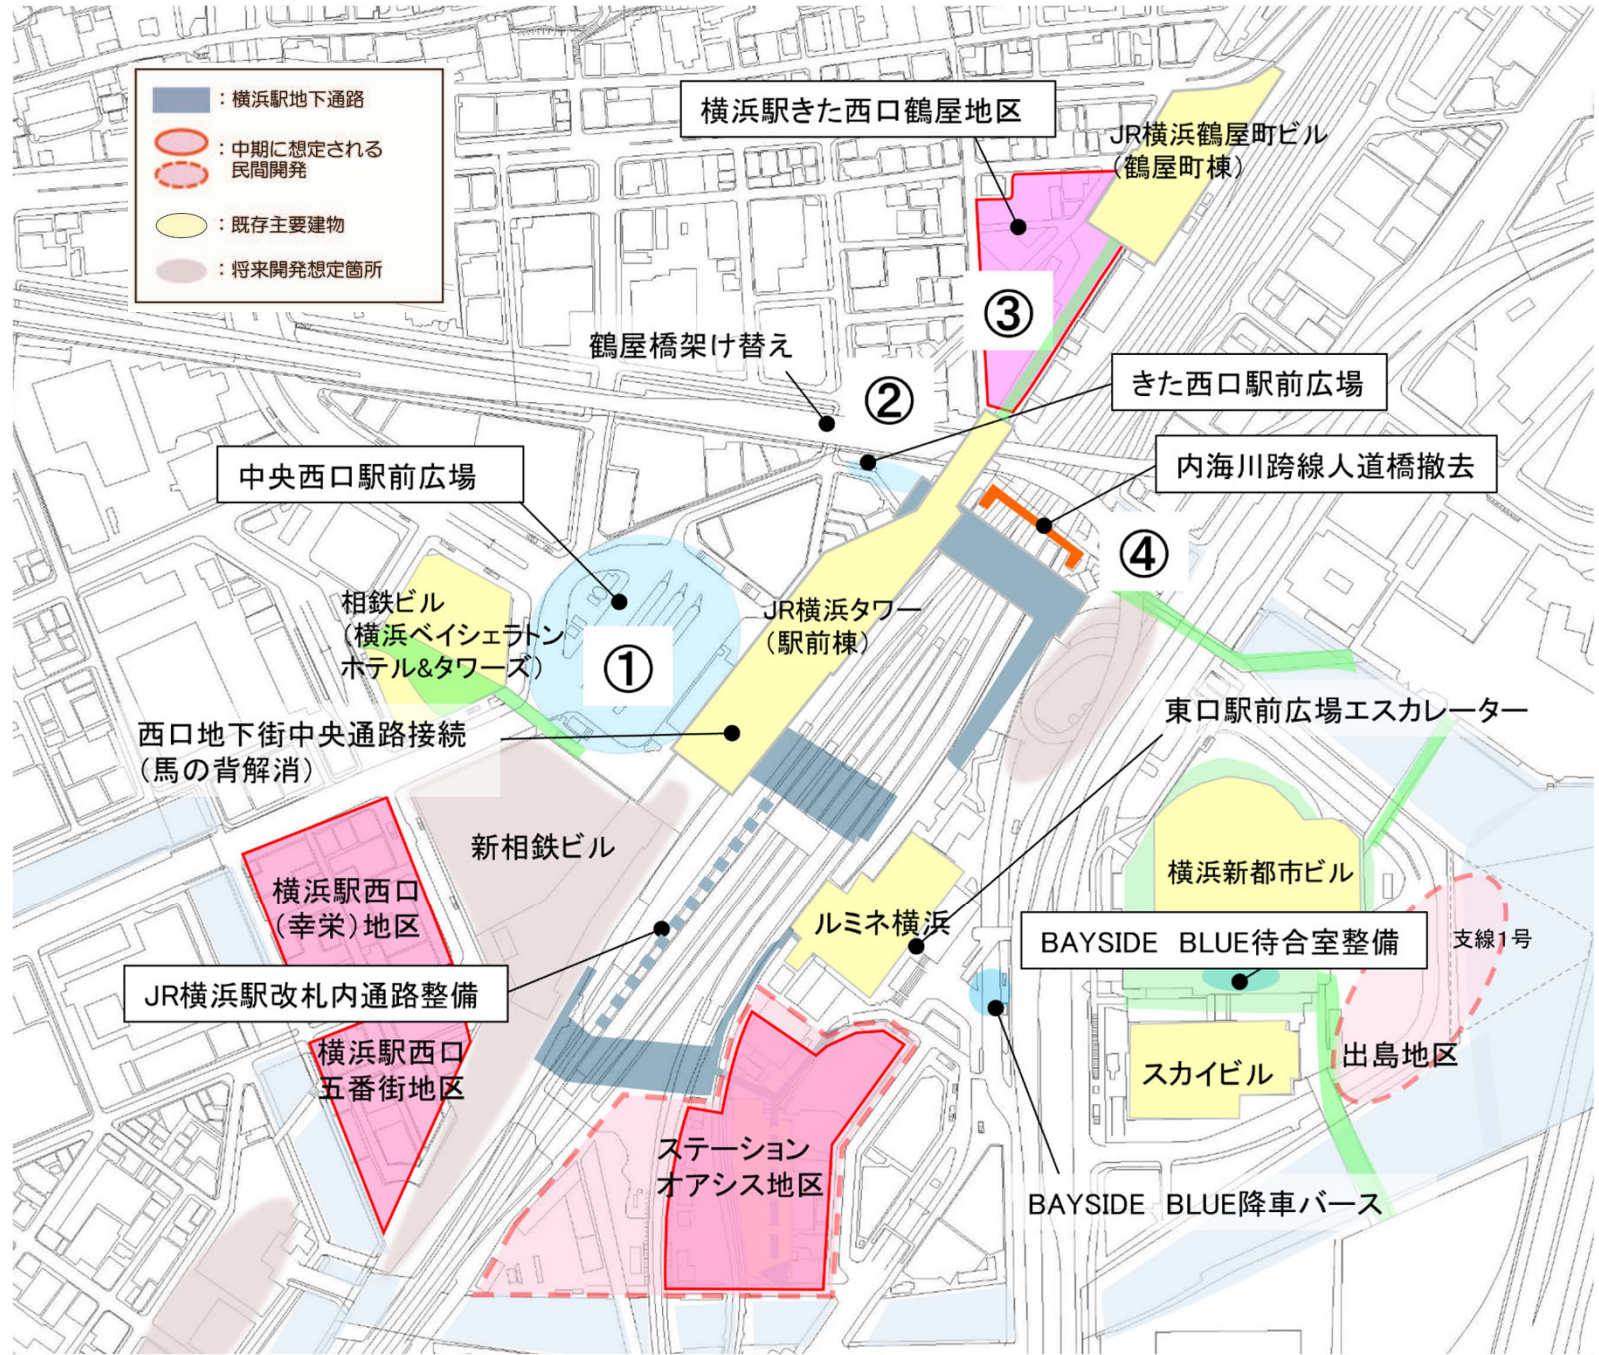 ：横浜駅地下通路
：中期に想定される
民間開発
：既存主要建物
：将来開発想定箇所
横浜駅きた西口鶴屋地区
JR横浜鶴屋町ビル
（鶴屋町棟）
③
鶴屋橋架け替え
②
きた西口駅前広場
中央西口駅前広場
内海川跨線人道橋撤去
④
相鉄ビル
（横浜ベイシェラトン
ホテル&タワーズ）
①
JR横浜タワー
（駅前棟）
西口地下街中央通路接続
（馬の背解消）
東口駅前広場エスカレーター
新相鉄ビル
横浜駅西口
（幸栄）地区
横浜新都市ビル
ルミネ横浜
BAYSIDE BLUE待合室整備
支線1号
JR横浜駅改札内通路整備
横浜駅西口
五番街地区
スカイビル
出島地区
ステーション
オアシス地区
BAYSIDE BLUE降車バース